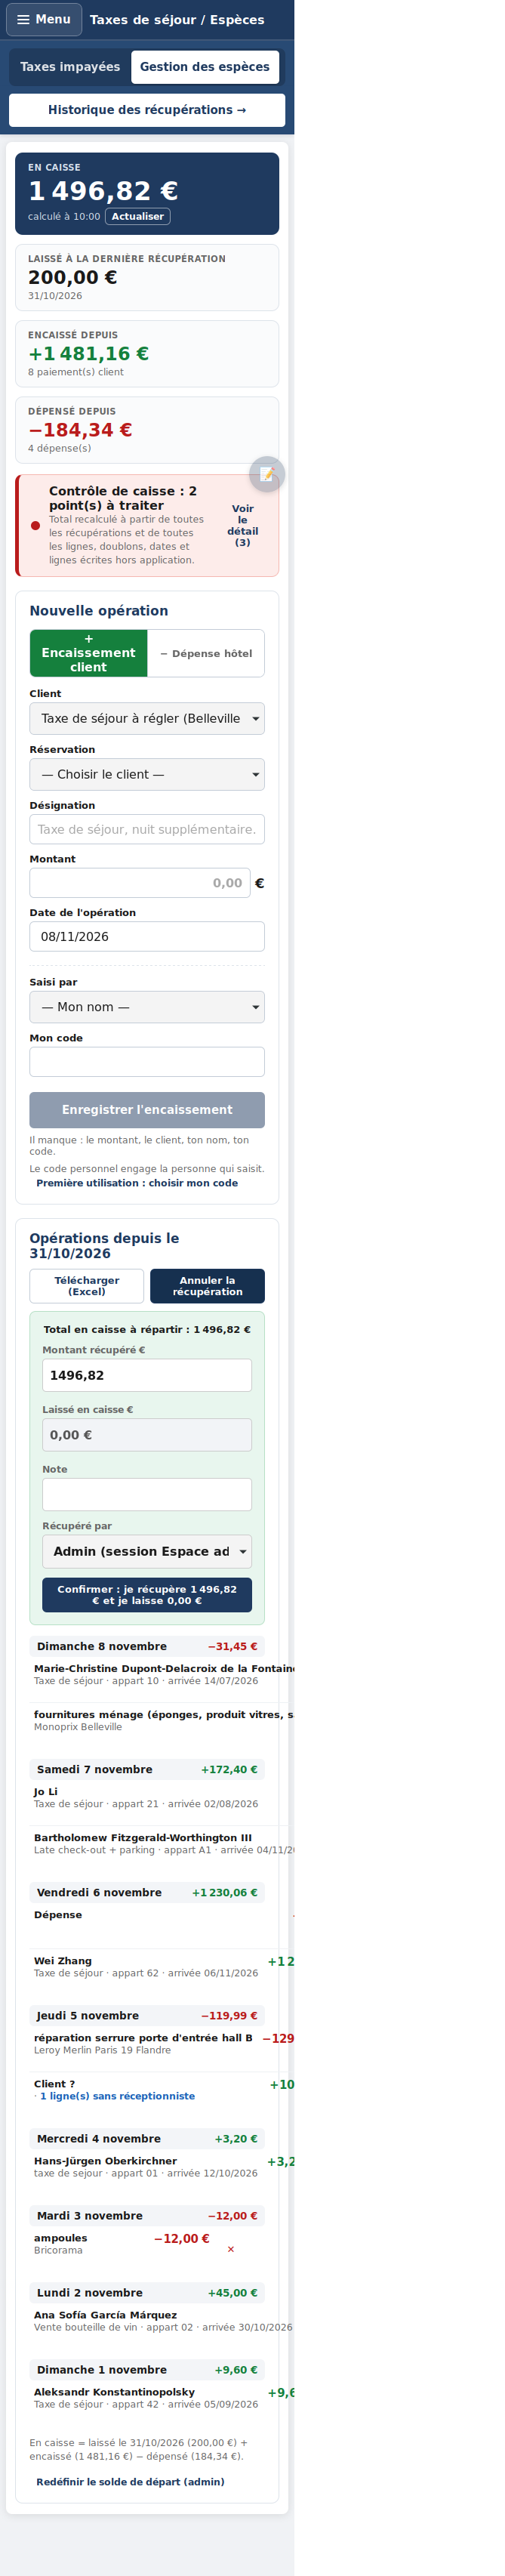 Menu
Taxes de séjour / Espèces
Taxes impayées
Gestion des espèces
Historique des récupérations →
EN CAISSE
1 496,82 €
calculé à 10:00 Actualiser
LAISSÉ À LA DERNIÈRE RÉCUPÉRATION
200,00 €
31/10/2026
ENCAISSÉ DEPUIS
+1 481,16 €
8 paiement(s) client
DÉPENSÉ DEPUIS
−184,34 €
4 dépense(s)
Contrôle de caisse : 2
point(s) à traiter
Total recalculé à partir de toutes
les récupérations et de toutes
les lignes, doublons, dates et
lignes écrites hors application.
Voir
le
détail
(3)
Nouvelle opération
+
Encaissement
client
− Dépense hôtel
Client
Taxe de séjour à régler (Belleville
Réservation
— Choisir le client —
Désignation
Taxe de séjour, nuit supplémentaire.
Montant
0,00 €
Date de l'opération
08/11/2026
Saisi par
— Mon nom —
Mon code
Enregistrer l'encaissement
Il manque : le montant, le client, ton nom, ton
code.
Le code personnel engage la personne qui saisit.
Première utilisation : choisir mon code
Opérations depuis le
31/10/2026
Télécharger
(Excel)
Annuler la
récupération
Total en caisse à répartir : 1 496,82 €
Montant récupéré €
1496,82
Laissé en caisse €
0,00 €
Note
Récupéré par
Admin (session Espace ad
Confirmer : je récupère 1 496,82
€ et je laisse 0,00 €
Dimanche 8 novembre −31,45 €
Marie-Christine Dupont-Delacroix de la Fontaine
Taxe de séjour · appart 10 · arrivée 14/07/2026
fournitures ménage (éponges, produit vitres, s
Monoprix Belleville
Samedi 7 novembre +172,40 €
Jo Li
Taxe de séjour · appart 21 · arrivée 02/08/2026
Bartholomew Fitzgerald-Worthington III
Late check-out + parking · appart A1 · arrivée 04/11/20
Vendredi 6 novembre +1 230,06 €
Dépense
Wei Zhang +1 2
Taxe de séjour · appart 62 · arrivée 06/11/2026
Jeudi 5 novembre −119,99 €
réparation serrure porte d'entrée hall B −129
Leroy Merlin Paris 19 Flandre
Client ? +10
· 1 ligne(s) sans réceptionniste
Mercredi 4 novembre +3,20 €
Hans-Jürgen Oberkirchner +3,2
taxe de sejour · appart 01 · arrivée 12/10/2026
Mardi 3 novembre −12,00 €
ampoules −12,00 €
Bricorama ×
Lundi 2 novembre +45,00 €
Ana Sofía García Márquez
Vente bouteille de vin · appart 02 · arrivée 30/10/2026
Dimanche 1 novembre +9,60 €
Aleksandr Konstantinopolsky +9,6
Taxe de séjour · appart 42 · arrivée 05/09/2026
En caisse = laissé le 31/10/2026 (200,00 €) +
encaissé (1 481,16 €) − dépensé (184,34 €).
Redéfinir le solde de départ (admin)